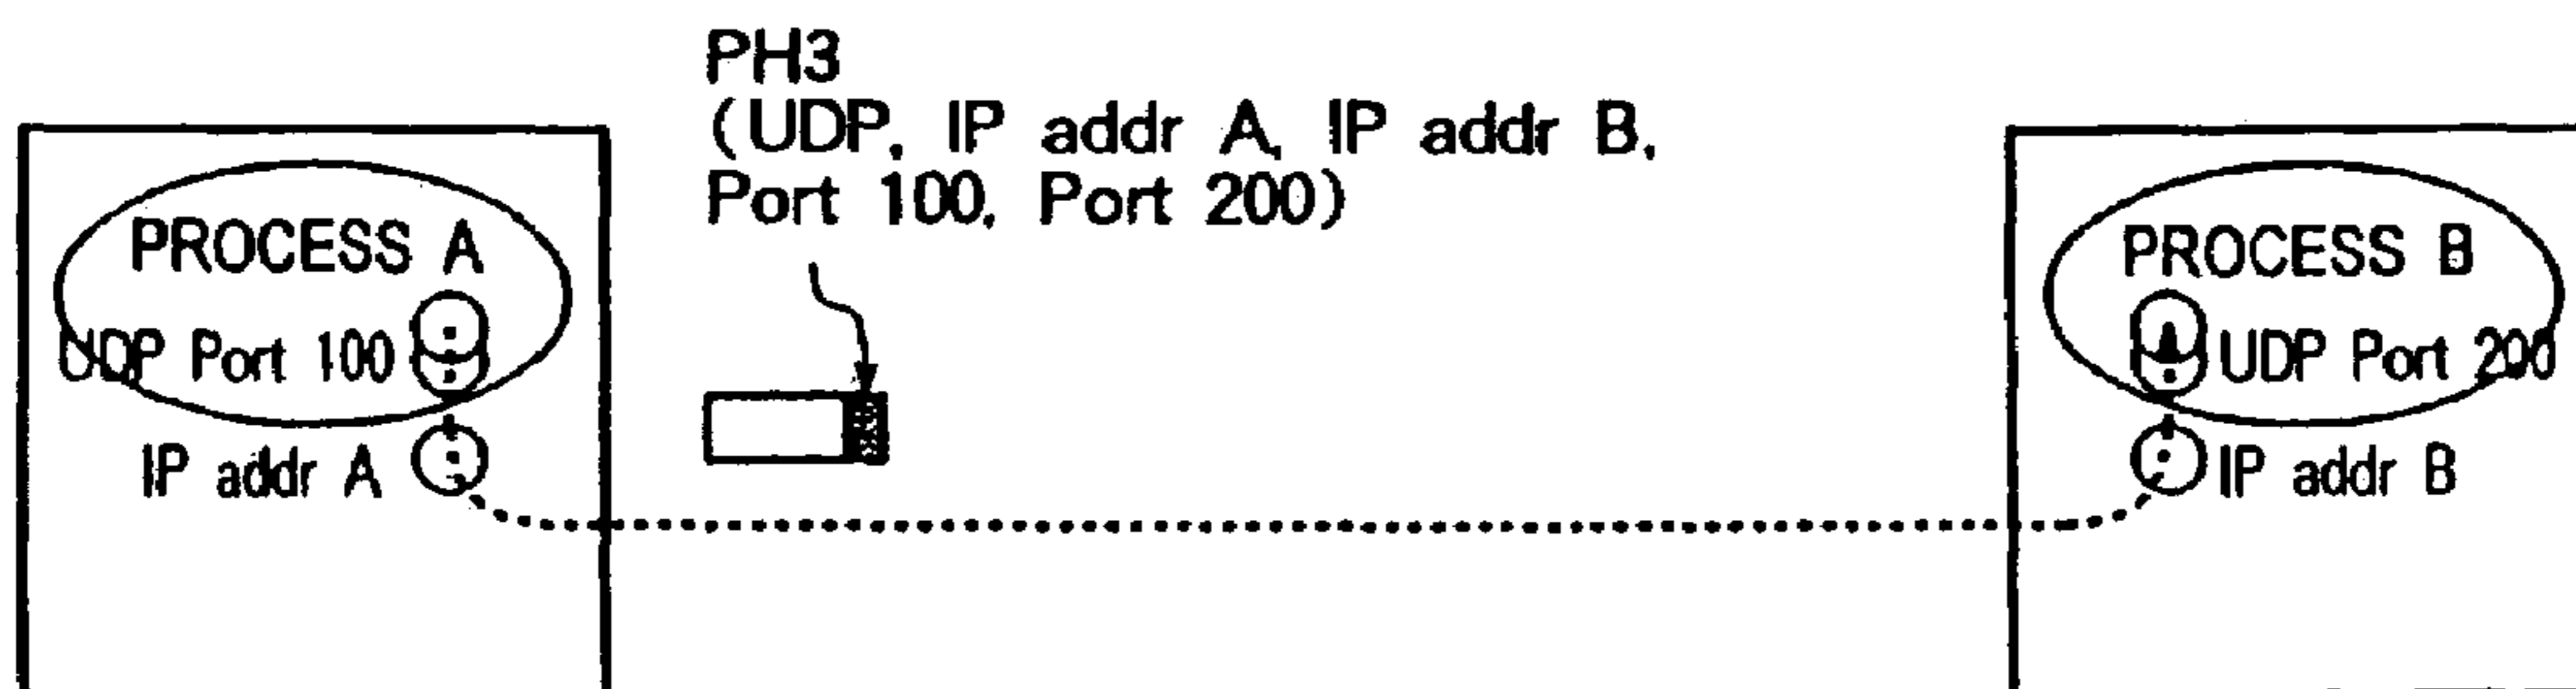 PH3
(UDP, IP addr A, IP addr B,
Port 100, Port 200)
PROCESS A
UDP Port 100
IP addr A
PROCESS B
UDP Port 200
IP addr B